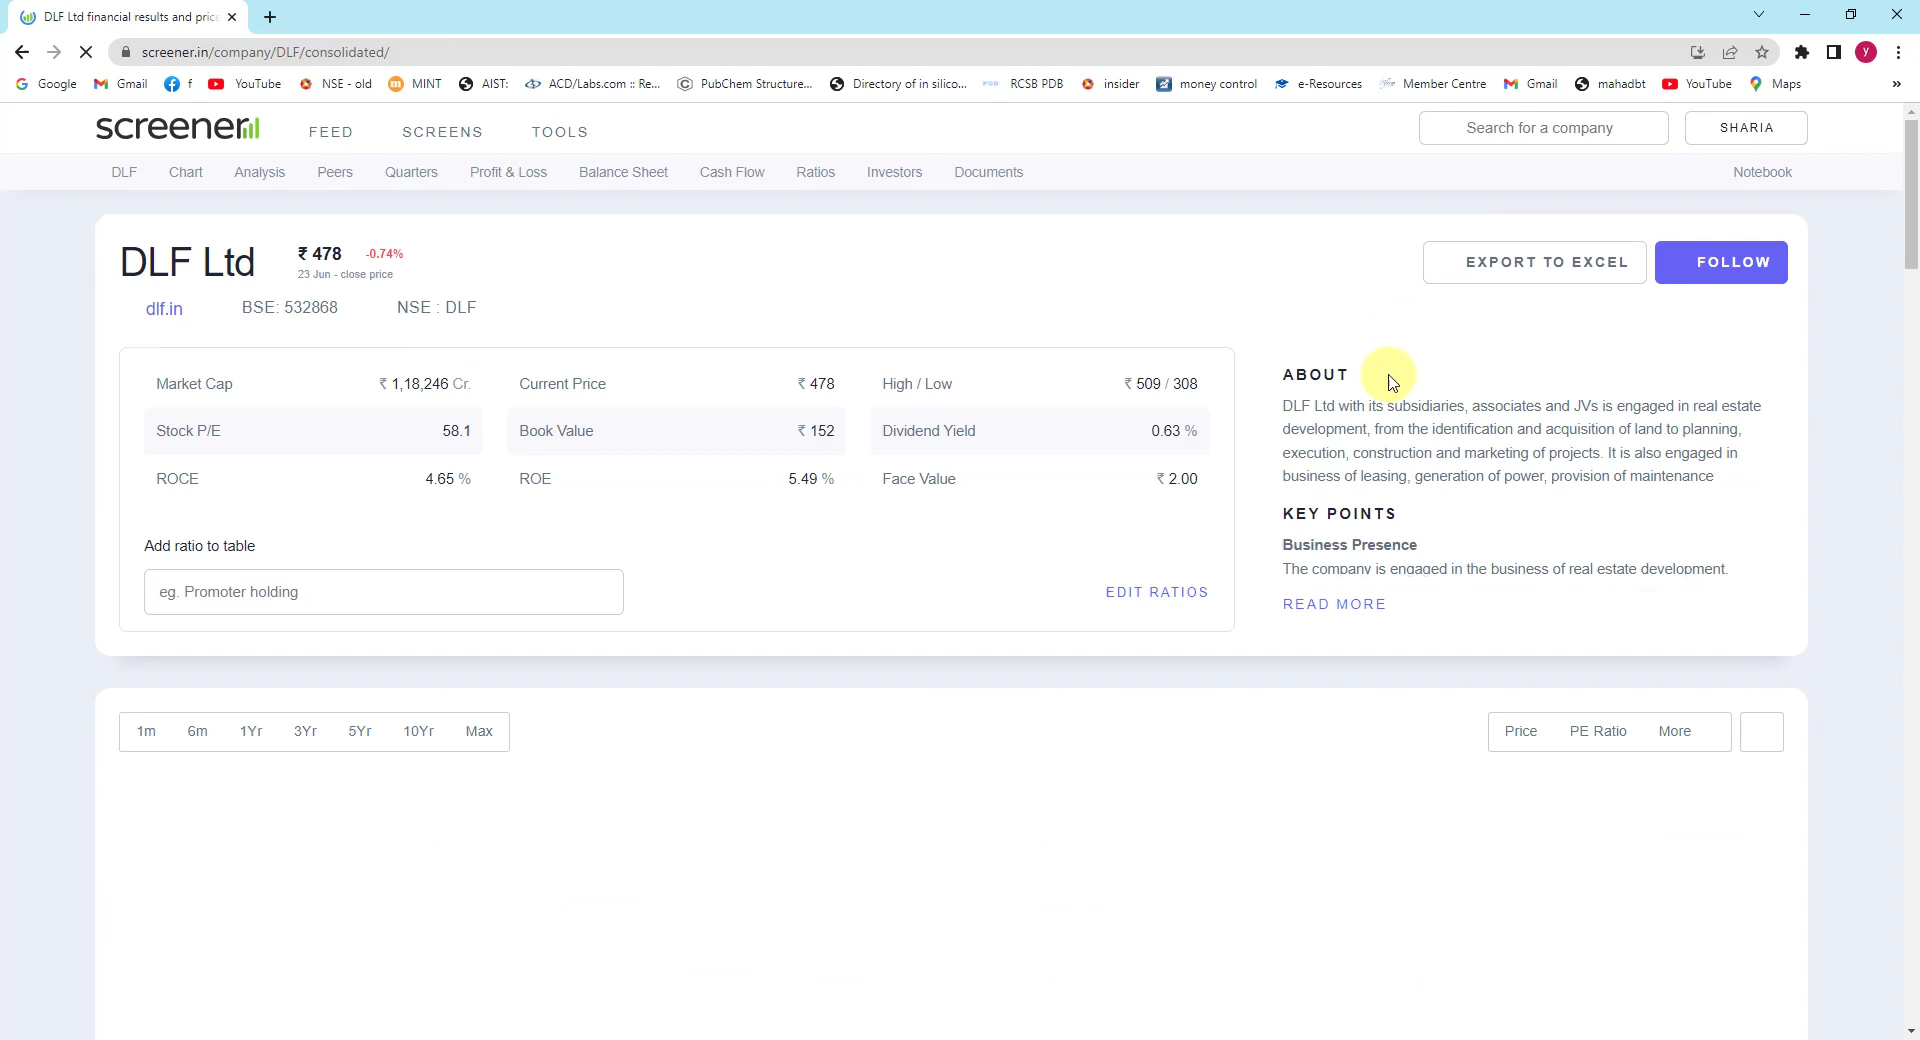 DLF Ltd financial results and price
screener.in/company/DLF/consolidated/
y
Google Gmail f YouTube NSE - old MINT AIST: ACD/Labs.com :: Re... PubChem Structure... Directory of in silico... RCSB PDB insider money control e-Resources Member Centre Gmail mahadbt YouTube Maps »
screener FEED SCREENS TOOLS Search for a company SHARIA
DLF Chart Analysis Peers Quarters Profit & Loss Balance Sheet Cash Flow Ratios Investors Documents Notebook
DLF Ltd ₹ 478 -0.74%
23 Jun - close price
EXPORT TO EXCEL FOLLOW
dlf.in BSE: 532868 NSE : DLF
Market Cap ₹ 1,18,246 Cr. Current Price ₹ 478 High / Low ₹ 509 / 308
Stock P/E 58.1 Book Value ₹ 152 Dividend Yield 0.63 %
ROCE 4.65 % ROE 5.49 % Face Value ₹ 2.00
Add ratio to table
eg. Promoter holding EDIT RATIOS
ABOUT
DLF Ltd with its subsidiaries, associates and JVs is engaged in real estate
development, from the identification and acquisition of land to planning,
execution, construction and marketing of projects. It is also engaged in
business of leasing, generation of power, provision of maintenance
KEY POINTS
Business Presence
The company is engaged in the business of real estate development.
READ MORE
1m 6m 1Yr 3Yr 5Yr 10Yr Max Price PE Ratio More